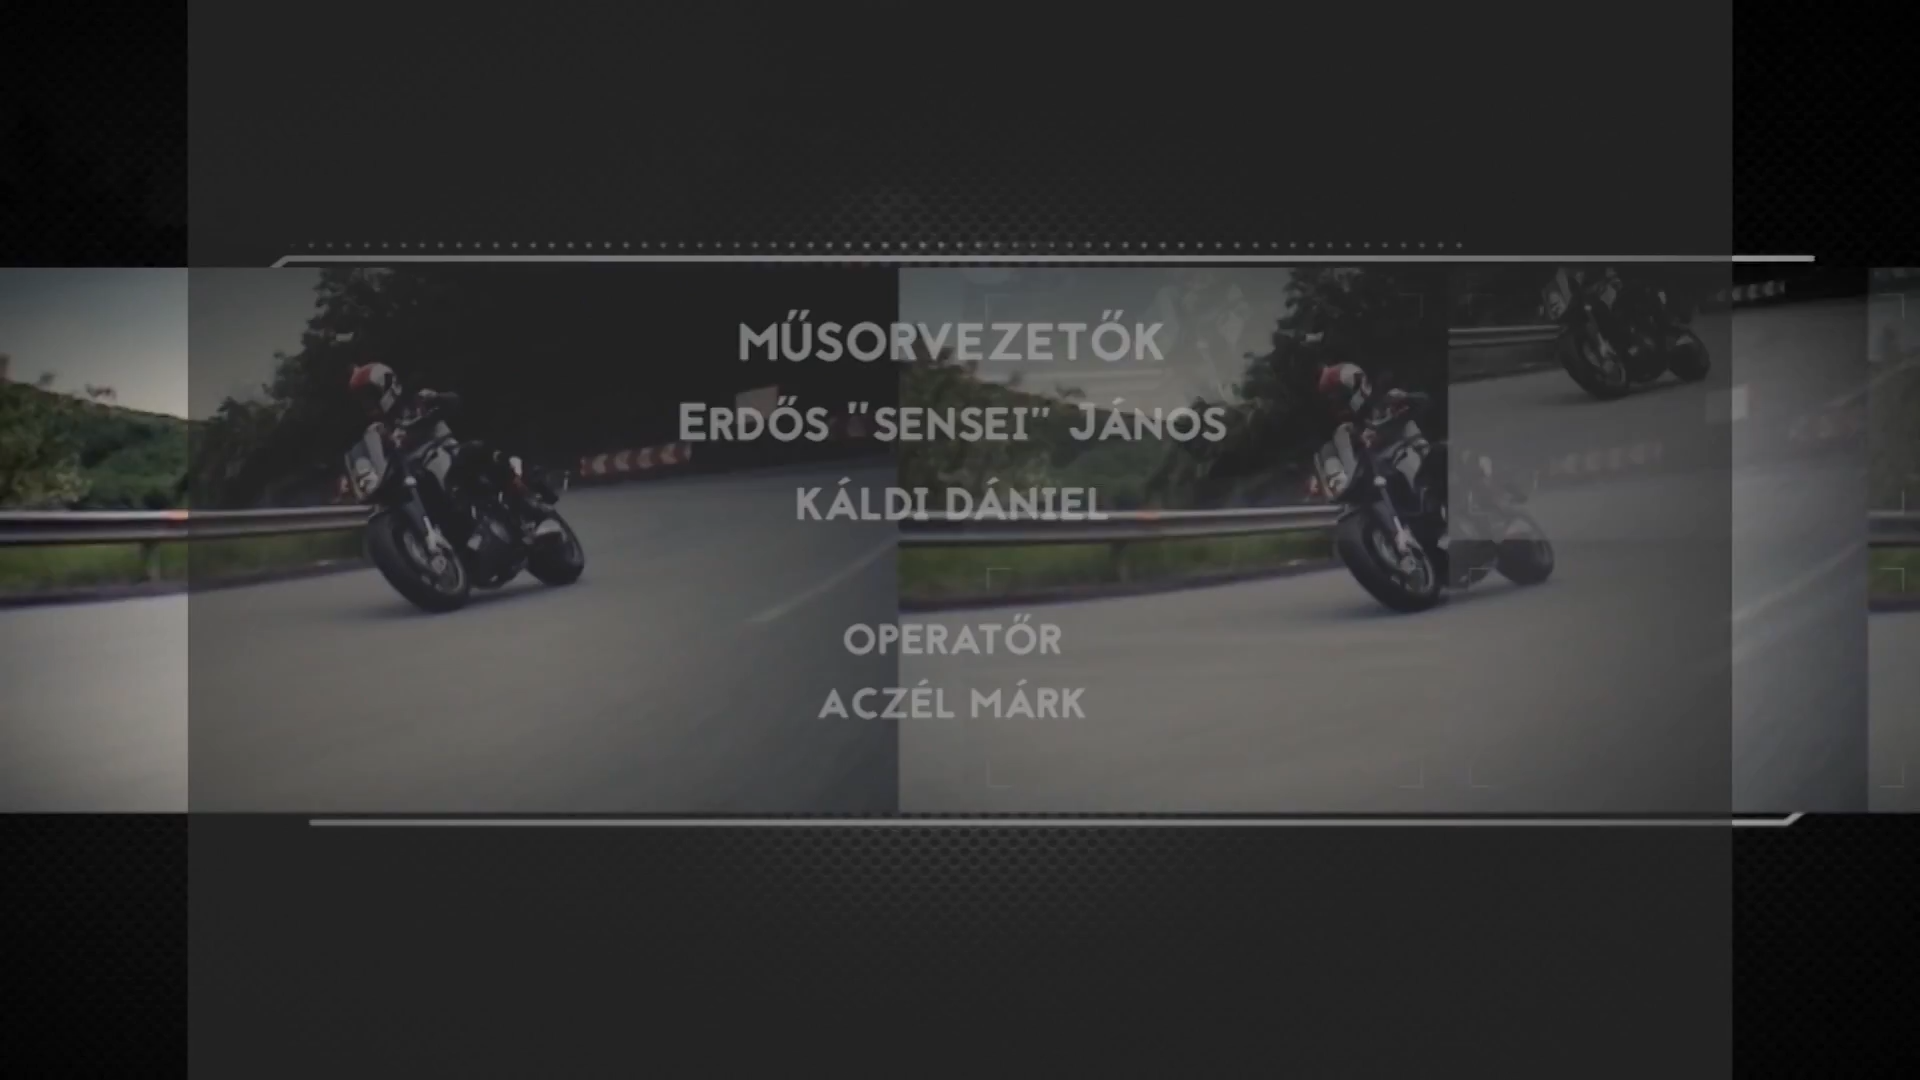 MŰSORVEZETŐK
ERDŐS "SENSEI" JÁNOS
KÁLDI DÁNIEL
OPERATŐR
ACZÉL MÁRK